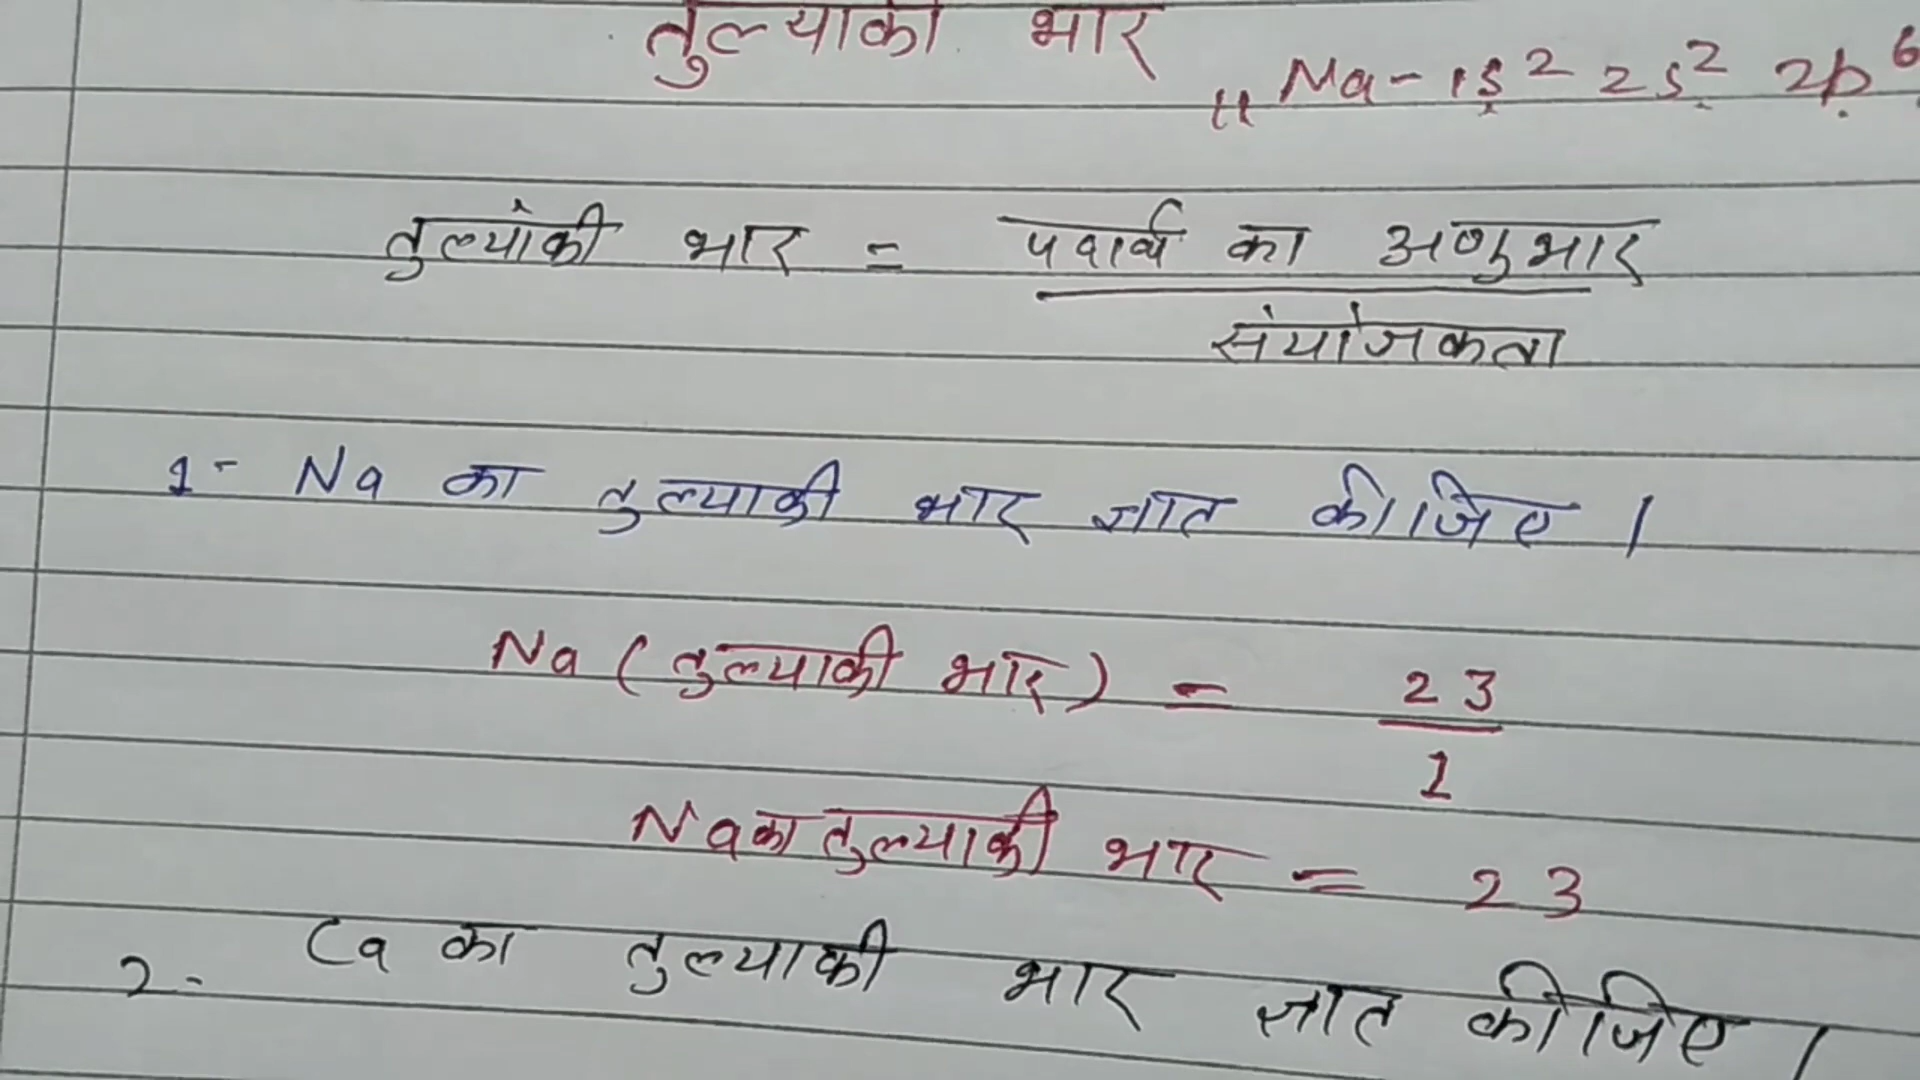 तुल्याकी भार
₁₁Na - 1s² 2s² 2p⁶
तुल्यांकी भार = पदार्थ का अणुभार
संयोजकता
1- Na का तुल्याकी भार ज्ञात कीजिए ।
Na (तुल्याकी भार) = 23
1
Na का तुल्याकी भार = 23
2- Ca का तुल्याकी भार ज्ञात कीजिए ।